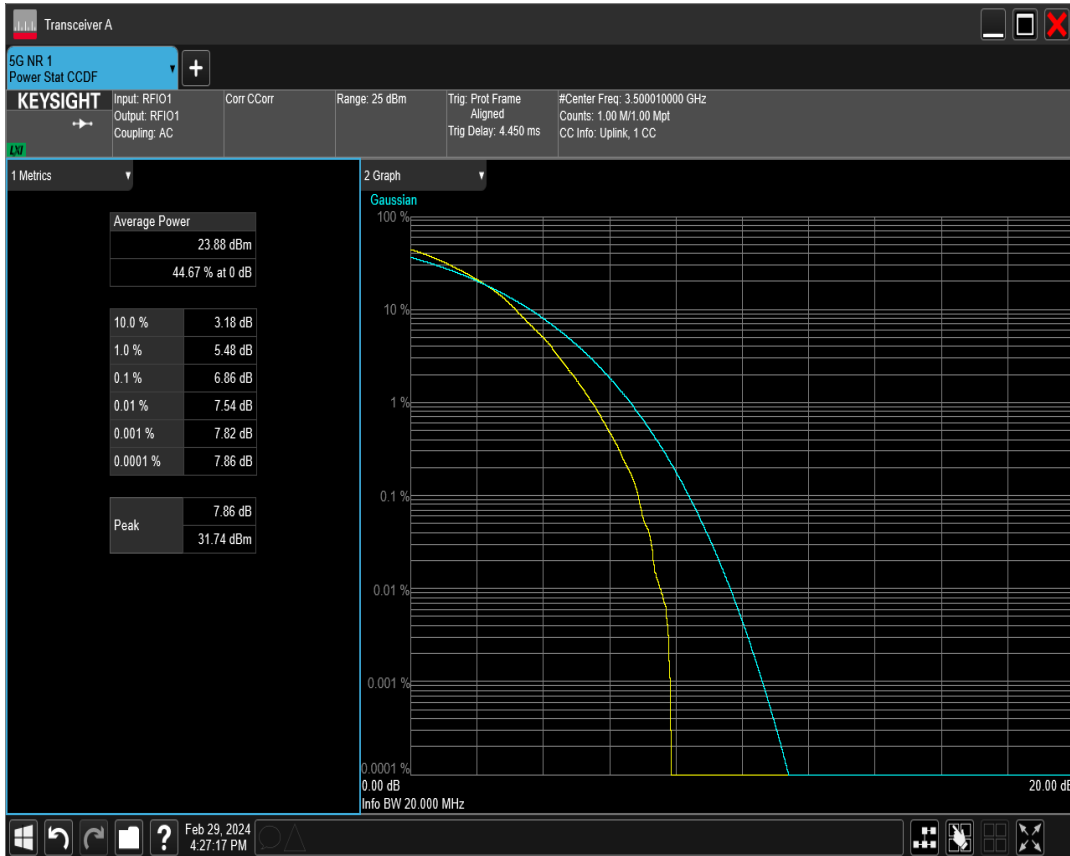 Transceiver A
5G NR 1
Power Stat CCDF
KEYSIGHT
LXI
Input: RFIO1
Output: RFIO1
Coupling: AC
Corr CCorr
Range: 25 dBm
Trig: Prot Frame
Aligned
Trig Delay: 4.450 ms
#Center Freq: 3.500010000 GHz
Counts: 1.00 M/1.00 Mpt
CC Info: Uplink, 1 CC
1 Metrics
Average Power
23.88 dBm
44.67 % at 0 dB
10.0 % 3.18 dB
1.0 % 5.48 dB
0.1 % 6.86 dB
0.01 % 7.54 dB
0.001 % 7.82 dB
0.0001 % 7.86 dB
Peak 7.86 dB
31.74 dBm
2 Graph
Gaussian
100 %
10 %
1 %
0.1 %
0.01 %
0.001 %
0.0001 %
0.00 dB 20.00 dB
Info BW 20.000 MHz
?
Feb 29, 2024
4:27:17 PM